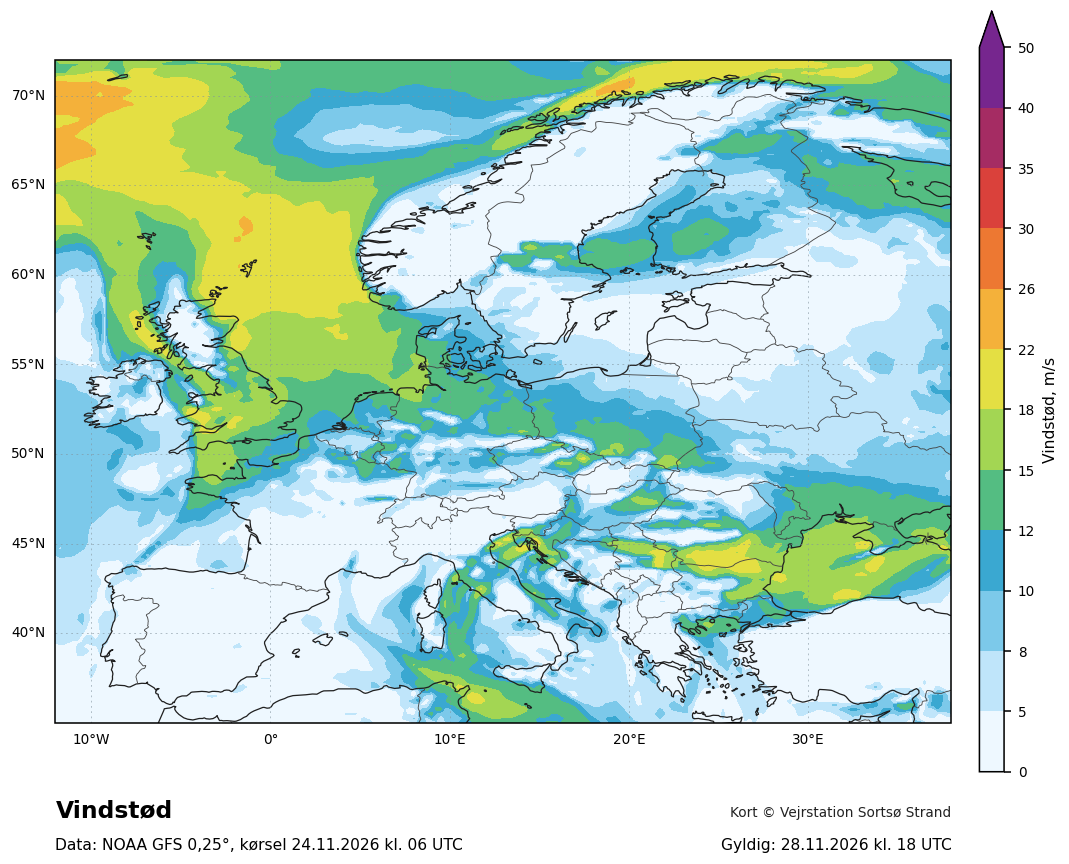 70°N
65°N
60°N
55°N
50°N
45°N
40°N
10°W
0°
10°E
20°E
30°E
50
40
35
30
26
22
18
15
12
10
8
5
0
Vindstød, m/s
Vindstød
Kort © Vejrstation Sortsø Strand
Data: NOAA GFS 0,25°, kørsel 24.11.2026 kl. 06 UTC
Gyldig: 28.11.2026 kl. 18 UTC